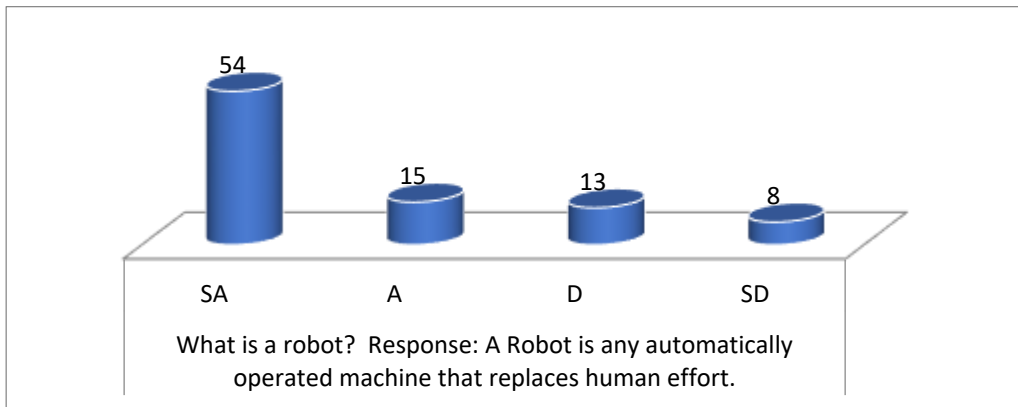 54
15
13
8
SA A D SD
What is a robot?  Response: A Robot is any automatically
operated machine that replaces human effort.